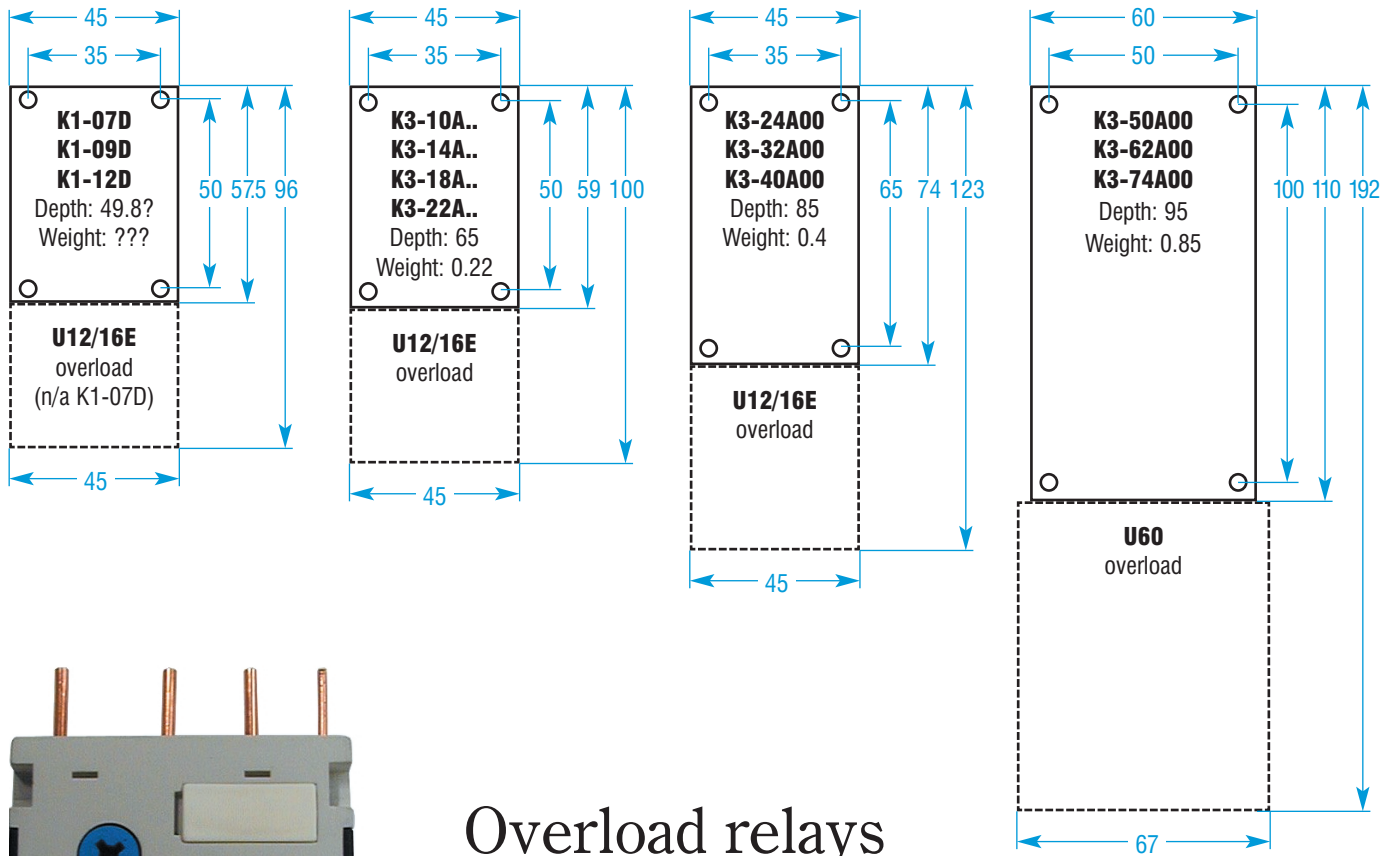 45
35
K1-07D
K1-09D
K1-12D
Depth: 49.8?
Weight: ???
50
57.5
96
U12/16E
overload
(n/a K1-07D)
45
45
35
K3-10A..
K3-14A..
K3-18A..
K3-22A..
Depth: 65
Weight: 0.22
50
59
100
U12/16E
overload
45
45
35
K3-24A00
K3-32A00
K3-40A00
Depth: 85
Weight: 0.4
65
74
123
U12/16E
overload
45
60
50
K3-50A00
K3-62A00
K3-74A00
Depth: 95
Weight: 0.85
100
110
192
U60
overload
67
Overload relays